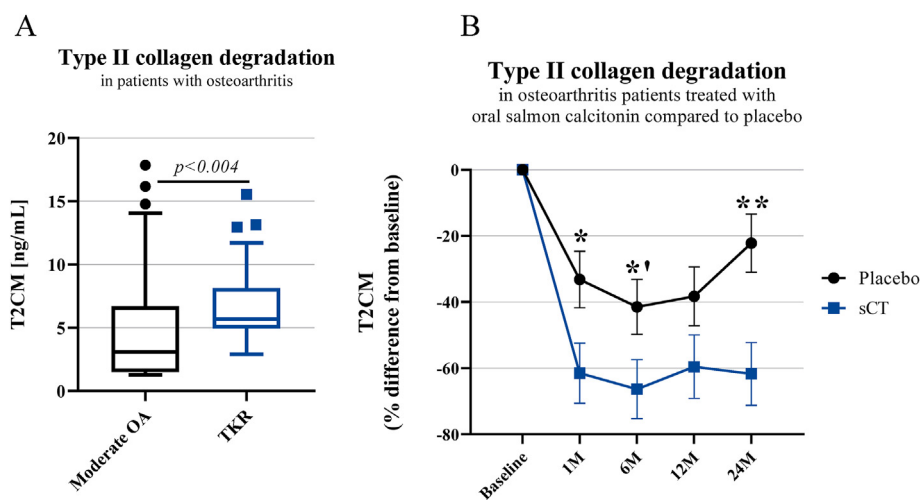 A
Type II collagen degradation
in patients with osteoarthritis
20
15
10
5
0
T2CM [ng/mL]
p<0.004
Moderate OA
TKR
B
Type II collagen degradation
in osteoarthritis patients treated with
oral salmon calcitonin compared to placebo
0
-20
-40
-60
-80
T2CM
(% difference from baseline)
*
*'
**
Baseline
1M
6M
12M
24M
Placebo
sCT